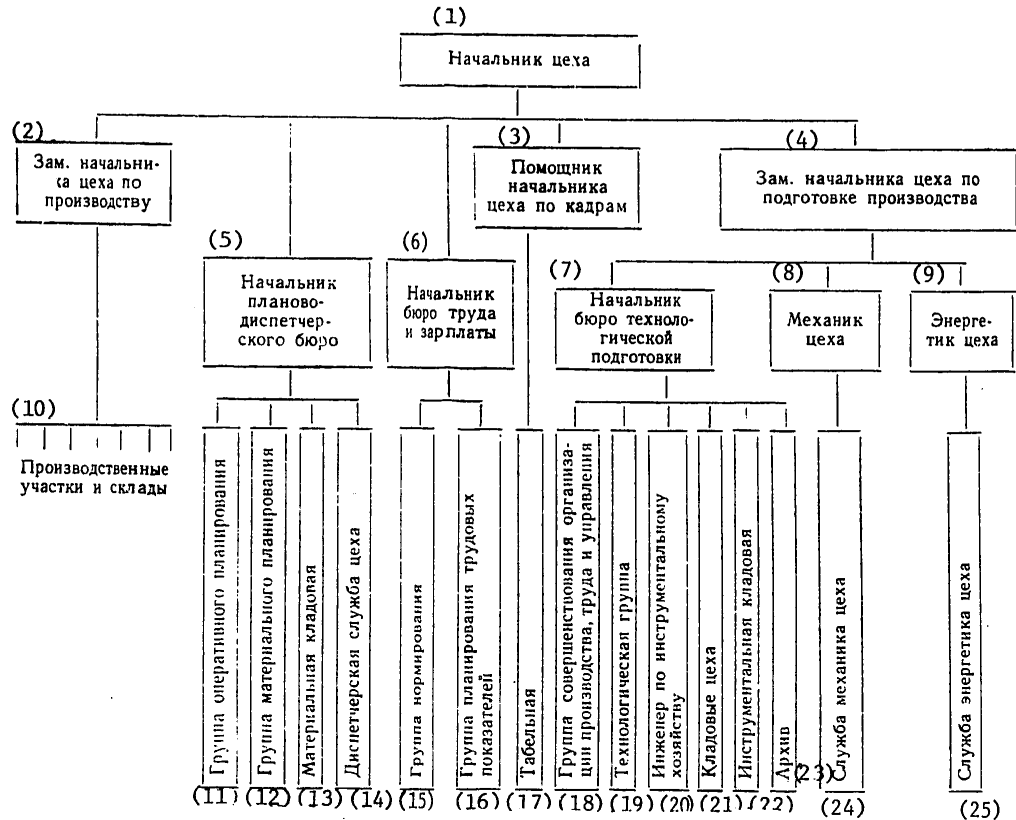 (1)
Начальник цеха
(2)
Зам. начальни-
ка цеха по
производству
(3)
Помощник
начальника
цеха по кадрам
(4)
Зам. начальника цеха по
подготовке производства
(5)
Начальник
планово-
диспетчер-
ского бюро
(6)
Начальник
бюро труда
и зарплаты
(7)
Начальник
бюро техноло-
гической
подготовки
(8)
Механик
цеха
(9)
Энерге-
тик цеха
(10)
Производственные
участки и склады
Группа оперативного планирования
(11)
Группа материального планирования
(12)
Материальная кладовая
(13)
Диспетчерская служба цеха
(14)
Группа нормирования
(15)
Группа планирования трудовых
показателей
(16)
Табельная
(17)
Группа совершенствования организа-
ции производства, труда и управления
(18)
Технологическая группа
(19)
Инженер по инструментальному
хозяйству
(20)
Кладовые цеха
(21)
Инструментальная кладовая
(22)
Архив
(23)
Служба механика цеха
(24)
Служба энергетика цеха
(25)